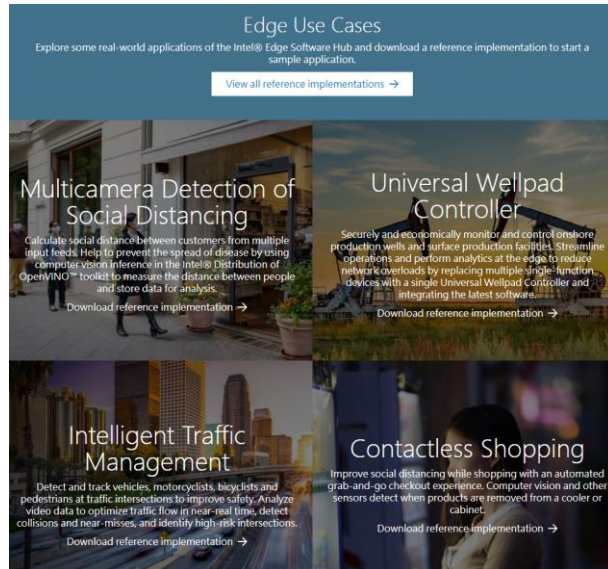 Edge Use Cases
Explore some real-world applications of the Intel® Edge Software Hub and download a reference implementation to start a
sample application.
View all reference implementations →
Multicamera Detection of
Social Distancing
Calculate social distance between customers from multiple
input feeds. Help to prevent the spread of disease by using
computer vision inference in the Intel® Distribution of
OpenVINO™ toolkit to measure the distance between people
and store data for analysis.
Download reference implementation →
Universal Wellpad
Controller
Securely and economically monitor and control onshore
production wells and surface production facilities. Streamline
operations and perform analytics at the edge to reduce
network overloads by replacing multiple single-function
devices with a single Universal Wellpad Controller and
integrating the latest software.
Download reference implementation →
Intelligent Traffic
Management
Detect and track vehicles, motorcyclists, bicyclists and
pedestrians at traffic intersections to improve safety. Analyze
video data to optimize traffic flow in near-real time, detect
collisions and near-misses, and identify high-risk intersections.
Download reference implementation →
Contactless Shopping
Improve social distancing while shopping with an automated
grab-and-go checkout experience. Computer vision and other
sensors detect when products are removed from a cooler or
cabinet.
Download reference implementation →